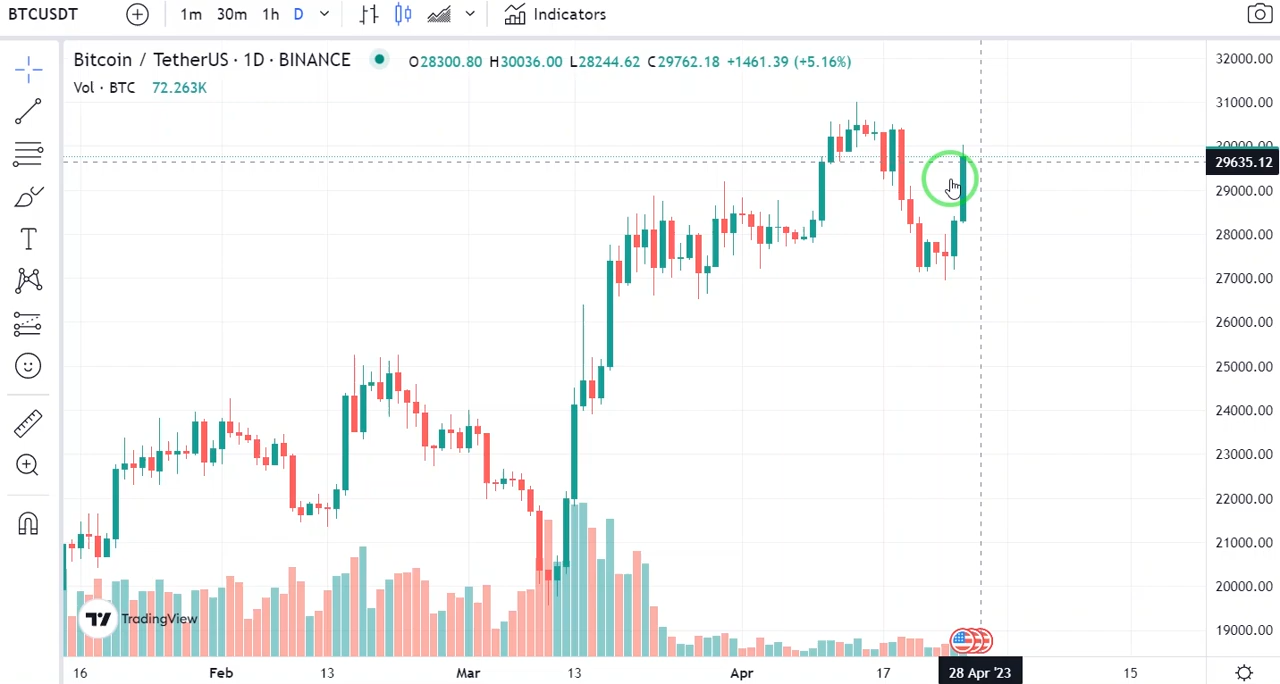 BTCUSDT 1m 30m 1h D Indicators
Bitcoin / TetherUS · 1D · BINANCE O28300.80 H30036.00 L28244.62 C29762.18 +1461.39 (+5.16%)
Vol · BTC 72.263K
32000.00
31000.00
29635.12
29000.00
28000.00
27000.00
26000.00
25000.00
24000.00
23000.00
22000.00
21000.00
20000.00
19000.00
T
TradingView
16 Feb 13 Mar 13 Apr 17 28 Apr '23 15